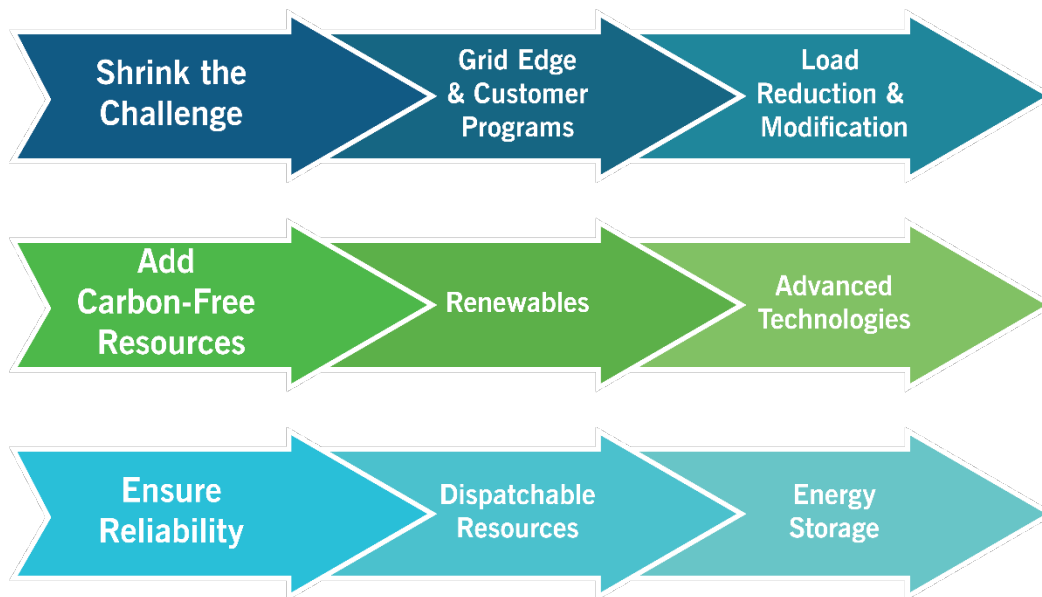 Shrink the
Challenge
Grid Edge
& Customer
Programs
Load
Reduction &
Modification
Add
Carbon-Free
Resources
Renewables
Advanced
Technologies
Ensure
Reliability
Dispatchable
Resources
Energy
Storage